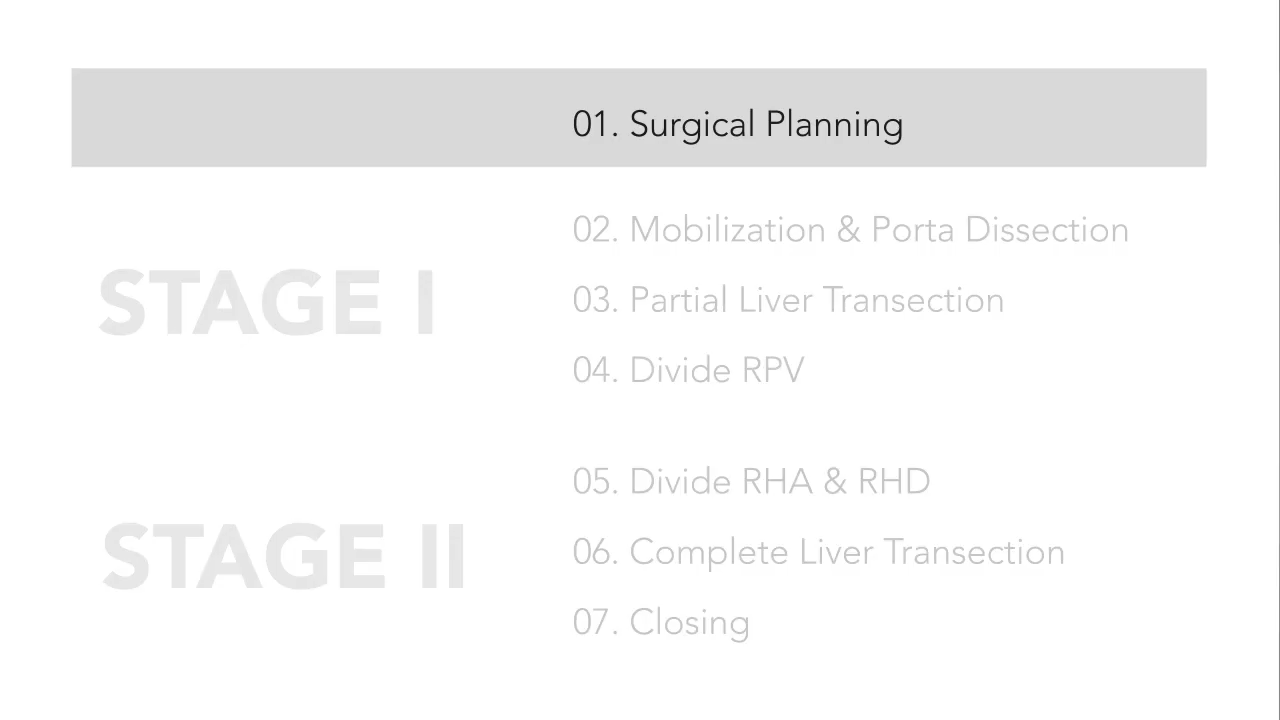 01. Surgical Planning
STAGE I
02. Mobilization & Porta Dissection
03. Partial Liver Transection
04. Divide RPV
STAGE II
05. Divide RHA & RHD
06. Complete Liver Transection
07. Closing